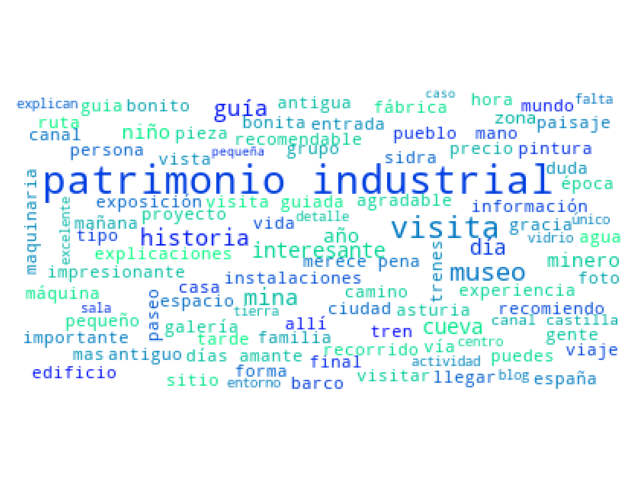 explican guia bonito guía antigua fábrica caso hora mundo falta
ruta canal niño pieza bonita entrada recomendable pueblo mano zona paisaje
persona vista pequeña grupo sidra precio pintura
patrimonio industrial duda época
maquinaria excelente exposición visita guiada agradable información único
mañana proyecto vida detalle visita gracia vidrio agua
tipo historia año interesante trenes día minero
explicaciones merece pena museo foto
impresionante instalaciones experiencia
máquina casa mina camino
sala paseo espacio tierra ciudad asturia recomiendo
pequeño galería allí cueva canal castilla
importante tarde familia tren vía centro gente
mas antiguo días amante recorrido actividad puedes viaje
edificio forma final
sitio entorno barco visitar llegar blog españa